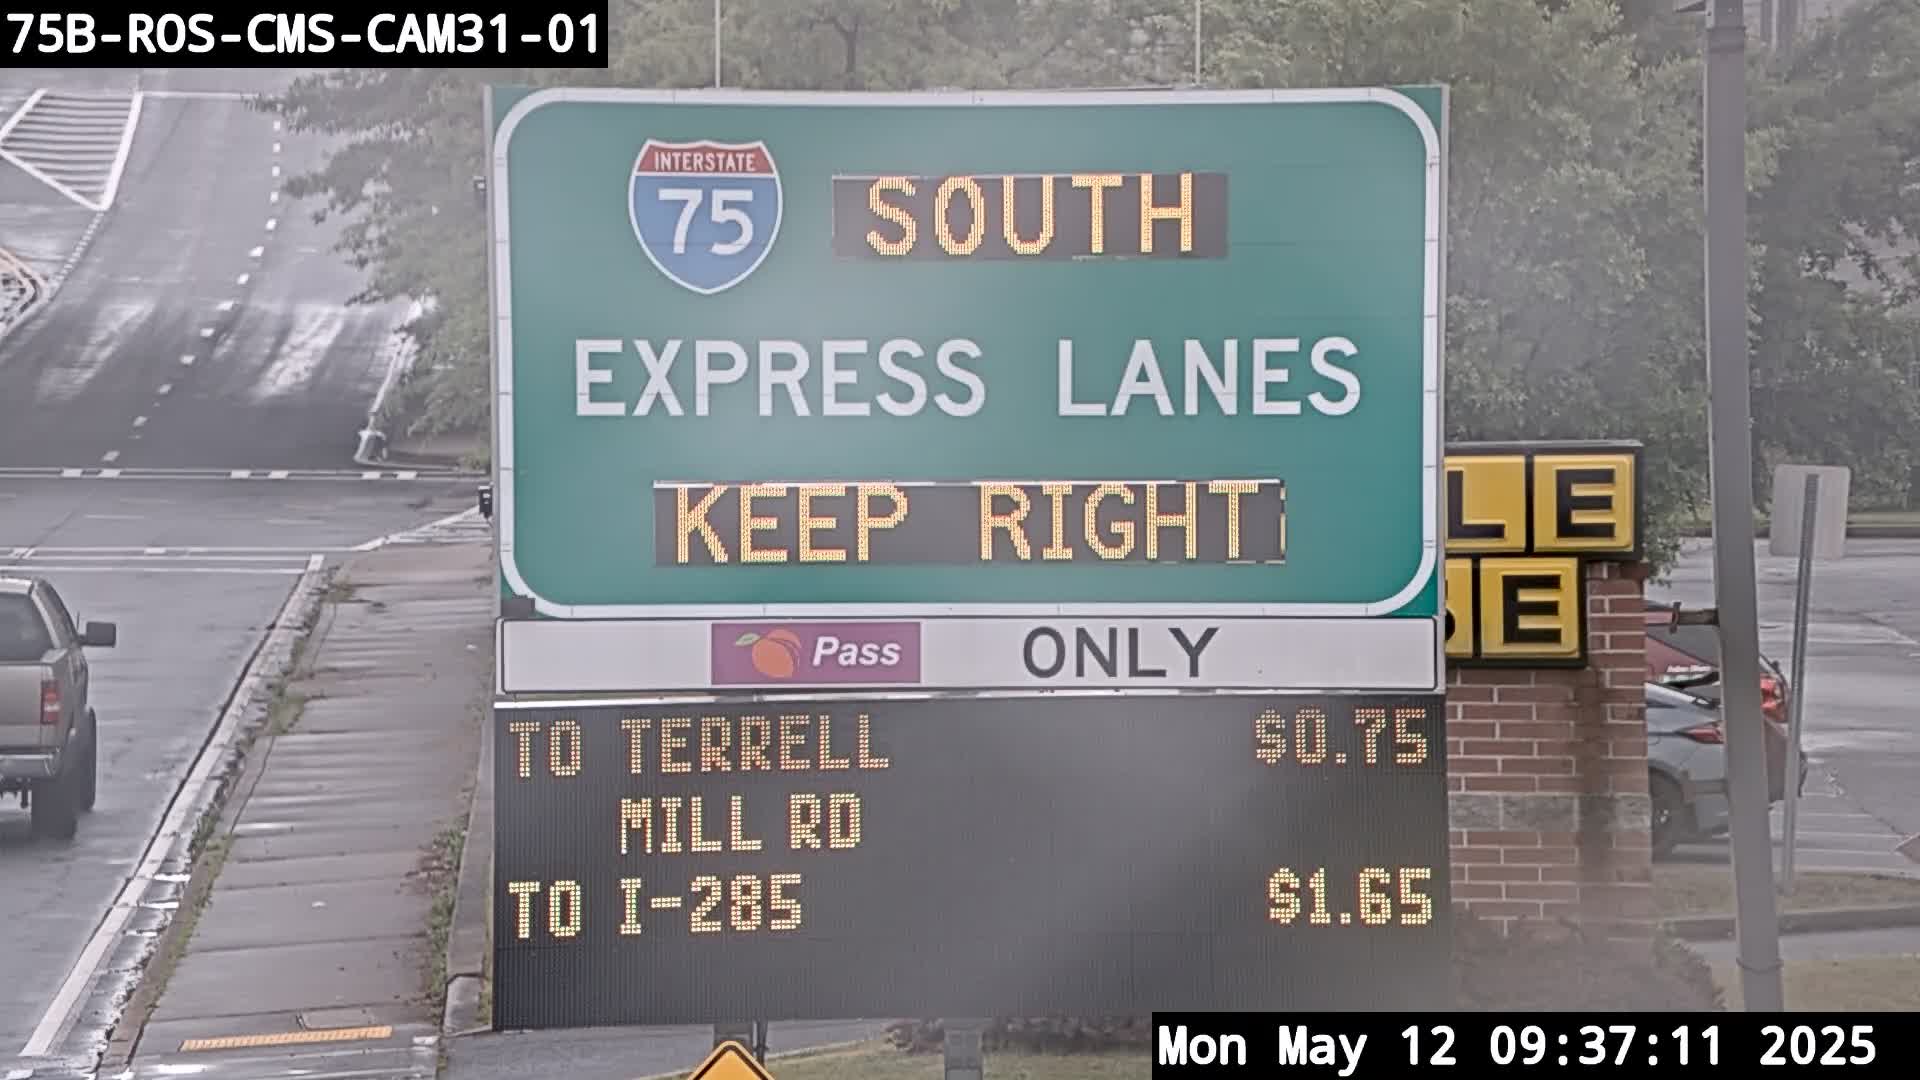 75B-ROS-CMS-CAM31-01
INTERSTATE
75
SOUTH
EXPRESS LANES
KEEP RIGHT
Pass ONLY
TO TERRELL $0.75
MILL RD
TO I-285 $1.65
LE
E
Mon May 12 09:37:11 2025